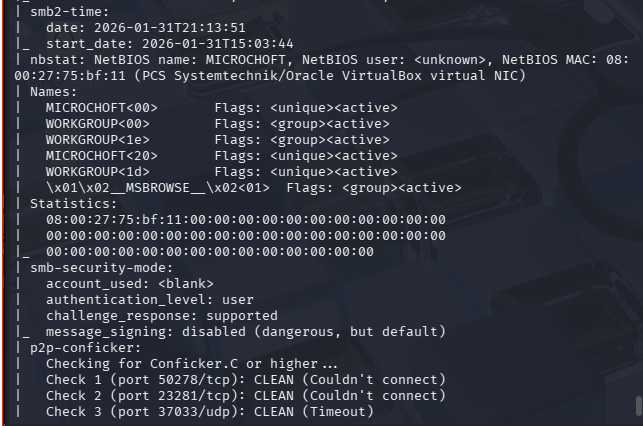 |_
| smb2-time:
|   date: 2026-01-31T21:13:51
|_  start_date: 2026-01-31T15:03:44
| nbstat: NetBIOS name: MICROCHOFT, NetBIOS user: <unknown>, NetBIOS MAC: 08:
00:27:75:bf:11 (PCS Systemtechnik/Oracle VirtualBox virtual NIC)
| Names:
|   MICROCHOFT<00>       Flags: <unique><active>
|   WORKGROUP<00>        Flags: <group><active>
|   WORKGROUP<1e>        Flags: <group><active>
|   MICROCHOFT<20>       Flags: <unique><active>
|   WORKGROUP<1d>        Flags: <unique><active>
|   \x01\x02__MSBROWSE__\x02<01>  Flags: <group><active>
| Statistics:
|   08:00:27:75:bf:11:00:00:00:00:00:00:00:00:00:00:00
|   00:00:00:00:00:00:00:00:00:00:00:00:00:00:00:00:00
|_  00:00:00:00:00:00:00:00:00:00:00:00:00:00
| smb-security-mode:
|   account_used: <blank>
|   authentication_level: user
|   challenge_response: supported
|_  message_signing: disabled (dangerous, but default)
| p2p-conficker:
|   Checking for Conficker.C or higher...
|   Check 1 (port 50278/tcp): CLEAN (Couldn't connect)
|   Check 2 (port 23281/tcp): CLEAN (Couldn't connect)
|   Check 3 (port 37033/udp): CLEAN (Timeout)